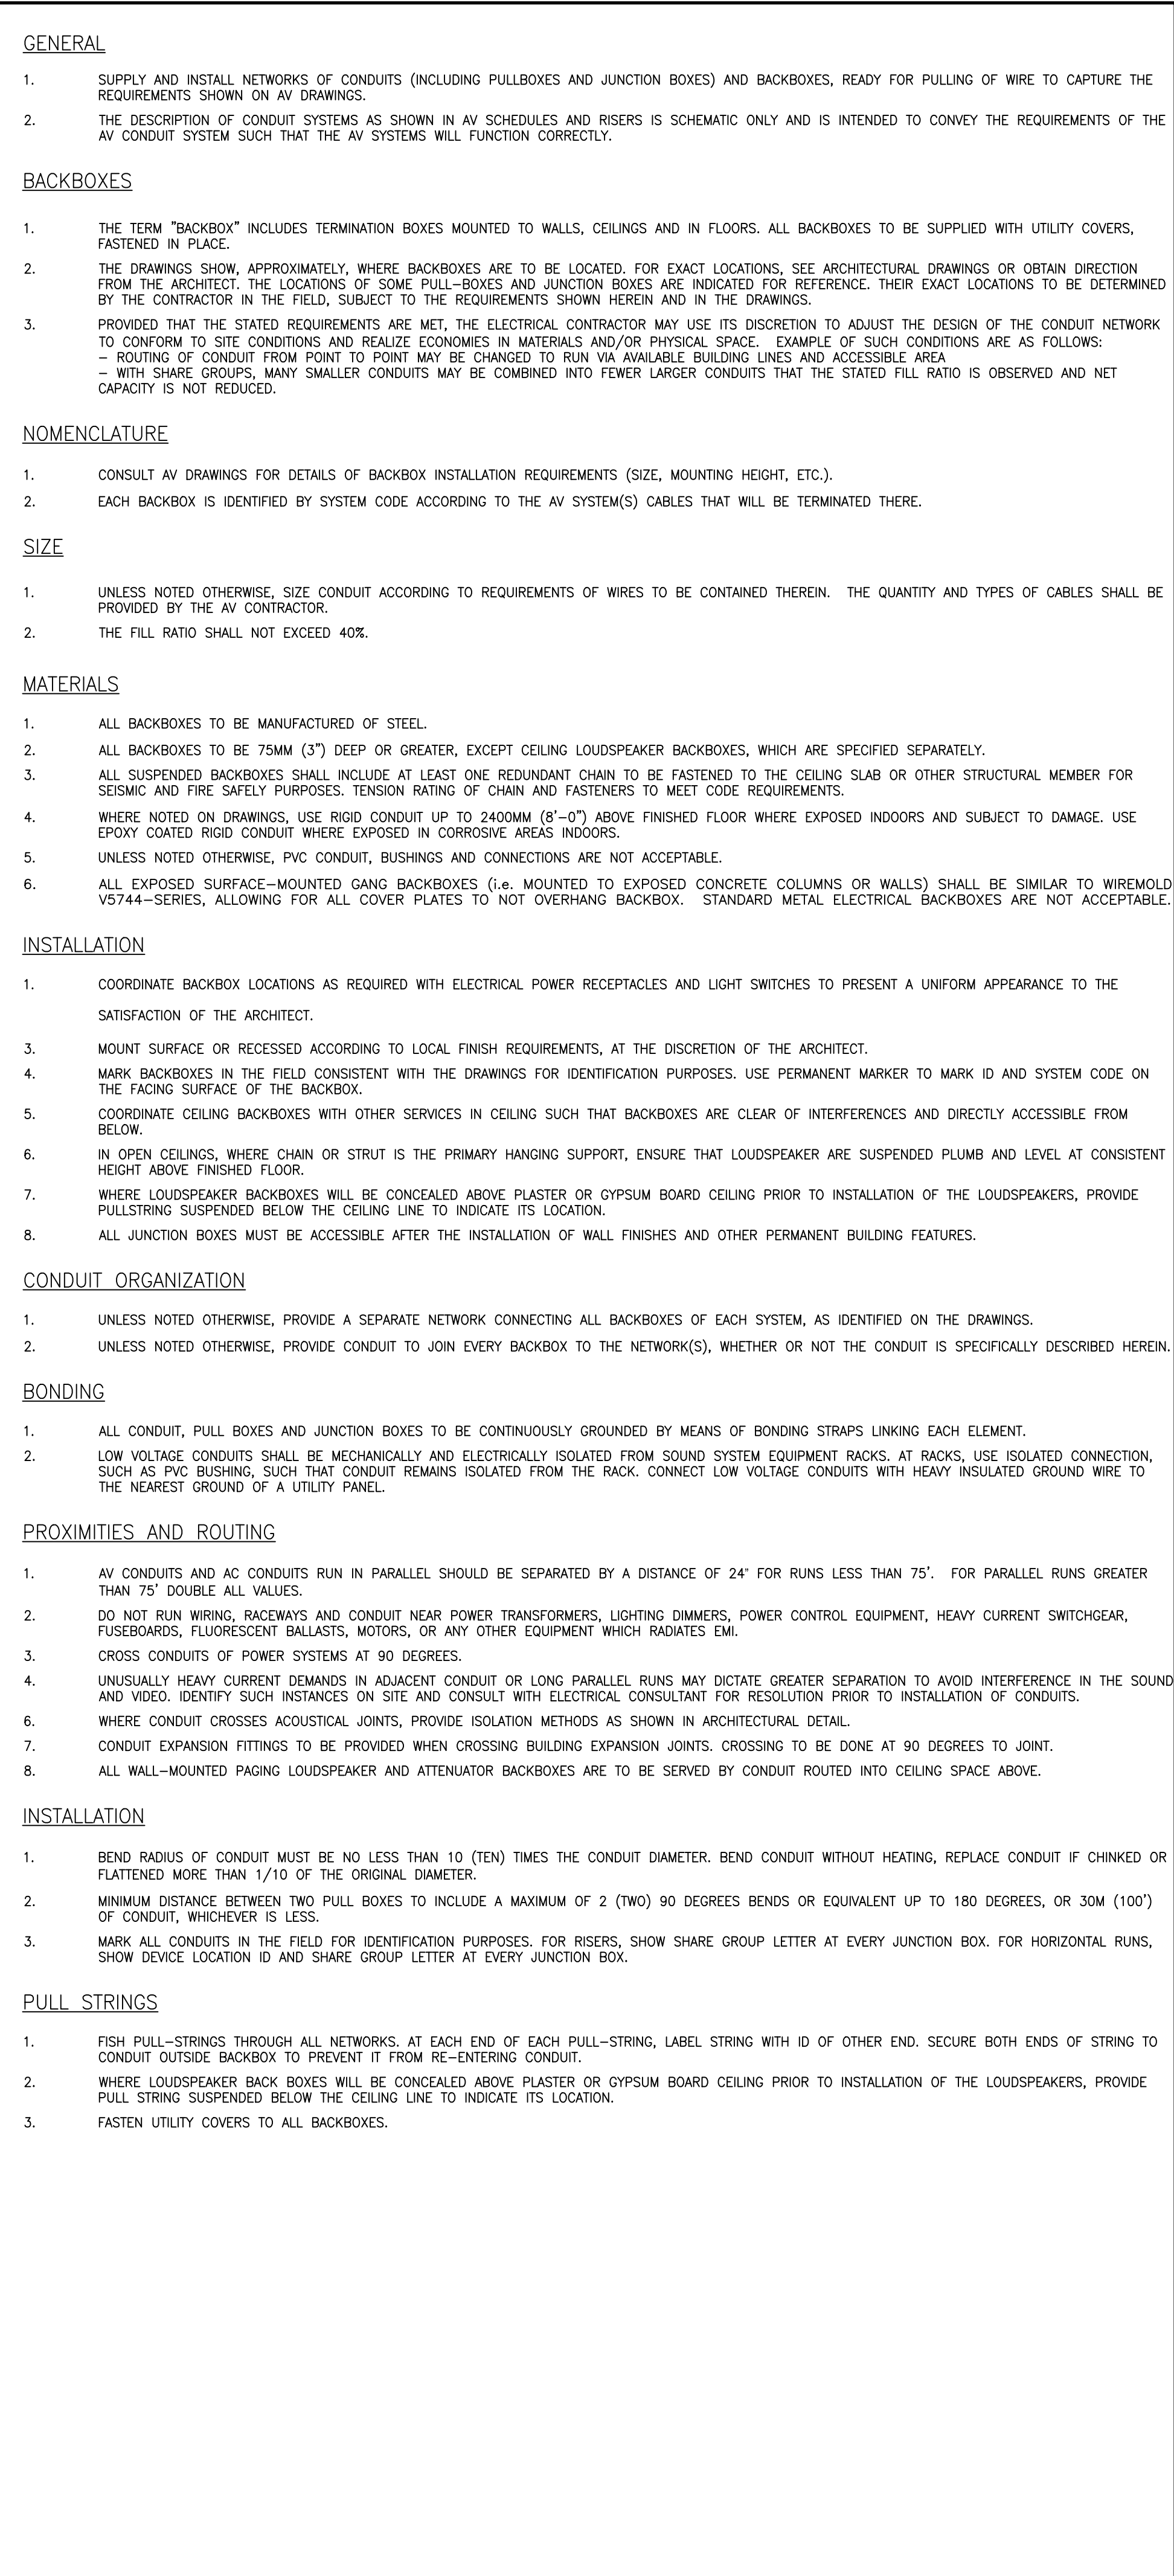 GENERAL
1. SUPPLY AND INSTALL NETWORKS OF CONDUITS (INCLUDING PULLBOXES AND JUNCTION BOXES) AND BACKBOXES, READY FOR PULLING OF WIRE TO CAPTURE THE
REQUIREMENTS SHOWN ON AV DRAWINGS.
2. THE DESCRIPTION OF CONDUIT SYSTEMS AS SHOWN IN AV SCHEDULES AND RISERS IS SCHEMATIC ONLY AND IS INTENDED TO CONVEY THE REQUIREMENTS OF THE
AV CONDUIT SYSTEM SUCH THAT THE AV SYSTEMS WILL FUNCTION CORRECTLY.
BACKBOXES
1. THE TERM "BACKBOX" INCLUDES TERMINATION BOXES MOUNTED TO WALLS, CEILINGS AND IN FLOORS. ALL BACKBOXES TO BE SUPPLIED WITH UTILITY COVERS,
FASTENED IN PLACE.
2. THE DRAWINGS SHOW, APPROXIMATELY, WHERE BACKBOXES ARE TO BE LOCATED. FOR EXACT LOCATIONS, SEE ARCHITECTURAL DRAWINGS OR OBTAIN DIRECTION
FROM THE ARCHITECT. THE LOCATIONS OF SOME PULL-BOXES AND JUNCTION BOXES ARE INDICATED FOR REFERENCE. THEIR EXACT LOCATIONS TO BE DETERMINED
BY THE CONTRACTOR IN THE FIELD, SUBJECT TO THE REQUIREMENTS SHOWN HEREIN AND IN THE DRAWINGS.
3. PROVIDED THAT THE STATED REQUIREMENTS ARE MET, THE ELECTRICAL CONTRACTOR MAY USE ITS DISCRETION TO ADJUST THE DESIGN OF THE CONDUIT NETWORK
TO CONFORM TO SITE CONDITIONS AND REALIZE ECONOMIES IN MATERIALS AND/OR PHYSICAL SPACE. EXAMPLE OF SUCH CONDITIONS ARE AS FOLLOWS:
- ROUTING OF CONDUIT FROM POINT TO POINT MAY BE CHANGED TO RUN VIA AVAILABLE BUILDING LINES AND ACCESSIBLE AREA
- WITH SHARE GROUPS, MANY SMALLER CONDUITS MAY BE COMBINED INTO FEWER LARGER CONDUITS THAT THE STATED FILL RATIO IS OBSERVED AND NET
CAPACITY IS NOT REDUCED.
NOMENCLATURE
1. CONSULT AV DRAWINGS FOR DETAILS OF BACKBOX INSTALLATION REQUIREMENTS (SIZE, MOUNTING HEIGHT, ETC.).
2. EACH BACKBOX IS IDENTIFIED BY SYSTEM CODE ACCORDING TO THE AV SYSTEM(S) CABLES THAT WILL BE TERMINATED THERE.
SIZE
1. UNLESS NOTED OTHERWISE, SIZE CONDUIT ACCORDING TO REQUIREMENTS OF WIRES TO BE CONTAINED THEREIN. THE QUANTITY AND TYPES OF CABLES SHALL BE
PROVIDED BY THE AV CONTRACTOR.
2. THE FILL RATIO SHALL NOT EXCEED 40%.
MATERIALS
1. ALL BACKBOXES TO BE MANUFACTURED OF STEEL.
2. ALL BACKBOXES TO BE 75MM (3") DEEP OR GREATER, EXCEPT CEILING LOUDSPEAKER BACKBOXES, WHICH ARE SPECIFIED SEPARATELY.
3. ALL SUSPENDED BACKBOXES SHALL INCLUDE AT LEAST ONE REDUNDANT CHAIN TO BE FASTENED TO THE CEILING SLAB OR OTHER STRUCTURAL MEMBER FOR
SEISMIC AND FIRE SAFELY PURPOSES. TENSION RATING OF CHAIN AND FASTENERS TO MEET CODE REQUIREMENTS.
4. WHERE NOTED ON DRAWINGS, USE RIGID CONDUIT UP TO 2400MM (8'-0") ABOVE FINISHED FLOOR WHERE EXPOSED INDOORS AND SUBJECT TO DAMAGE. USE
EPOXY COATED RIGID CONDUIT WHERE EXPOSED IN CORROSIVE AREAS INDOORS.
5. UNLESS NOTED OTHERWISE, PVC CONDUIT, BUSHINGS AND CONNECTIONS ARE NOT ACCEPTABLE.
6. ALL EXPOSED SURFACE-MOUNTED GANG BACKBOXES (i.e. MOUNTED TO EXPOSED CONCRETE COLUMNS OR WALLS) SHALL BE SIMILAR TO WIREMOLD
V5744-SERIES, ALLOWING FOR ALL COVER PLATES TO NOT OVERHANG BACKBOX. STANDARD METAL ELECTRICAL BACKBOXES ARE NOT ACCEPTABLE.
INSTALLATION
1. COORDINATE BACKBOX LOCATIONS AS REQUIRED WITH ELECTRICAL POWER RECEPTACLES AND LIGHT SWITCHES TO PRESENT A UNIFORM APPEARANCE TO THE
SATISFACTION OF THE ARCHITECT.
3. MOUNT SURFACE OR RECESSED ACCORDING TO LOCAL FINISH REQUIREMENTS, AT THE DISCRETION OF THE ARCHITECT.
4. MARK BACKBOXES IN THE FIELD CONSISTENT WITH THE DRAWINGS FOR IDENTIFICATION PURPOSES. USE PERMANENT MARKER TO MARK ID AND SYSTEM CODE ON
THE FACING SURFACE OF THE BACKBOX.
5. COORDINATE CEILING BACKBOXES WITH OTHER SERVICES IN CEILING SUCH THAT BACKBOXES ARE CLEAR OF INTERFERENCES AND DIRECTLY ACCESSIBLE FROM
BELOW.
6. IN OPEN CEILINGS, WHERE CHAIN OR STRUT IS THE PRIMARY HANGING SUPPORT, ENSURE THAT LOUDSPEAKER ARE SUSPENDED PLUMB AND LEVEL AT CONSISTENT
HEIGHT ABOVE FINISHED FLOOR.
7. WHERE LOUDSPEAKER BACKBOXES WILL BE CONCEALED ABOVE PLASTER OR GYPSUM BOARD CEILING PRIOR TO INSTALLATION OF THE LOUDSPEAKERS, PROVIDE
PULLSTRING SUSPENDED BELOW THE CEILING LINE TO INDICATE ITS LOCATION.
8. ALL JUNCTION BOXES MUST BE ACCESSIBLE AFTER THE INSTALLATION OF WALL FINISHES AND OTHER PERMANENT BUILDING FEATURES.
CONDUIT ORGANIZATION
1. UNLESS NOTED OTHERWISE, PROVIDE A SEPARATE NETWORK CONNECTING ALL BACKBOXES OF EACH SYSTEM, AS IDENTIFIED ON THE DRAWINGS.
2. UNLESS NOTED OTHERWISE, PROVIDE CONDUIT TO JOIN EVERY BACKBOX TO THE NETWORK(S), WHETHER OR NOT THE CONDUIT IS SPECIFICALLY DESCRIBED HEREIN.
BONDING
1. ALL CONDUIT, PULL BOXES AND JUNCTION BOXES TO BE CONTINUOUSLY GROUNDED BY MEANS OF BONDING STRAPS LINKING EACH ELEMENT.
2. LOW VOLTAGE CONDUITS SHALL BE MECHANICALLY AND ELECTRICALLY ISOLATED FROM SOUND SYSTEM EQUIPMENT RACKS. AT RACKS, USE ISOLATED CONNECTION,
SUCH AS PVC BUSHING, SUCH THAT CONDUIT REMAINS ISOLATED FROM THE RACK. CONNECT LOW VOLTAGE CONDUITS WITH HEAVY INSULATED GROUND WIRE TO
THE NEAREST GROUND OF A UTILITY PANEL.
PROXIMITIES AND ROUTING
1. AV CONDUITS AND AC CONDUITS RUN IN PARALLEL SHOULD BE SEPARATED BY A DISTANCE OF 24" FOR RUNS LESS THAN 75'. FOR PARALLEL RUNS GREATER
THAN 75' DOUBLE ALL VALUES.
2. DO NOT RUN WIRING, RACEWAYS AND CONDUIT NEAR POWER TRANSFORMERS, LIGHTING DIMMERS, POWER CONTROL EQUIPMENT, HEAVY CURRENT SWITCHGEAR,
FUSEBOARDS, FLUORESCENT BALLASTS, MOTORS, OR ANY OTHER EQUIPMENT WHICH RADIATES EMI.
3. CROSS CONDUITS OF POWER SYSTEMS AT 90 DEGREES.
4. UNUSUALLY HEAVY CURRENT DEMANDS IN ADJACENT CONDUIT OR LONG PARALLEL RUNS MAY DICTATE GREATER SEPARATION TO AVOID INTERFERENCE IN THE SOUND
AND VIDEO. IDENTIFY SUCH INSTANCES ON SITE AND CONSULT WITH ELECTRICAL CONSULTANT FOR RESOLUTION PRIOR TO INSTALLATION OF CONDUITS.
6. WHERE CONDUIT CROSSES ACOUSTICAL JOINTS, PROVIDE ISOLATION METHODS AS SHOWN IN ARCHITECTURAL DETAIL.
7. CONDUIT EXPANSION FITTINGS TO BE PROVIDED WHEN CROSSING BUILDING EXPANSION JOINTS. CROSSING TO BE DONE AT 90 DEGREES TO JOINT.
8. ALL WALL-MOUNTED PAGING LOUDSPEAKER AND ATTENUATOR BACKBOXES ARE TO BE SERVED BY CONDUIT ROUTED INTO CEILING SPACE ABOVE.
INSTALLATION
1. BEND RADIUS OF CONDUIT MUST BE NO LESS THAN 10 (TEN) TIMES THE CONDUIT DIAMETER. BEND CONDUIT WITHOUT HEATING, REPLACE CONDUIT IF CHINKED OR
FLATTENED MORE THAN 1/10 OF THE ORIGINAL DIAMETER.
2. MINIMUM DISTANCE BETWEEN TWO PULL BOXES TO INCLUDE A MAXIMUM OF 2 (TWO) 90 DEGREES BENDS OR EQUIVALENT UP TO 180 DEGREES, OR 30M (100')
OF CONDUIT, WHICHEVER IS LESS.
3. MARK ALL CONDUITS IN THE FIELD FOR IDENTIFICATION PURPOSES. FOR RISERS, SHOW SHARE GROUP LETTER AT EVERY JUNCTION BOX. FOR HORIZONTAL RUNS,
SHOW DEVICE LOCATION ID AND SHARE GROUP LETTER AT EVERY JUNCTION BOX.
PULL STRINGS
1. FISH PULL-STRINGS THROUGH ALL NETWORKS. AT EACH END OF EACH PULL-STRING, LABEL STRING WITH ID OF OTHER END. SECURE BOTH ENDS OF STRING TO
CONDUIT OUTSIDE BACKBOX TO PREVENT IT FROM RE-ENTERING CONDUIT.
2. WHERE LOUDSPEAKER BACK BOXES WILL BE CONCEALED ABOVE PLASTER OR GYPSUM BOARD CEILING PRIOR TO INSTALLATION OF THE LOUDSPEAKERS, PROVIDE
PULL STRING SUSPENDED BELOW THE CEILING LINE TO INDICATE ITS LOCATION.
3. FASTEN UTILITY COVERS TO ALL BACKBOXES.